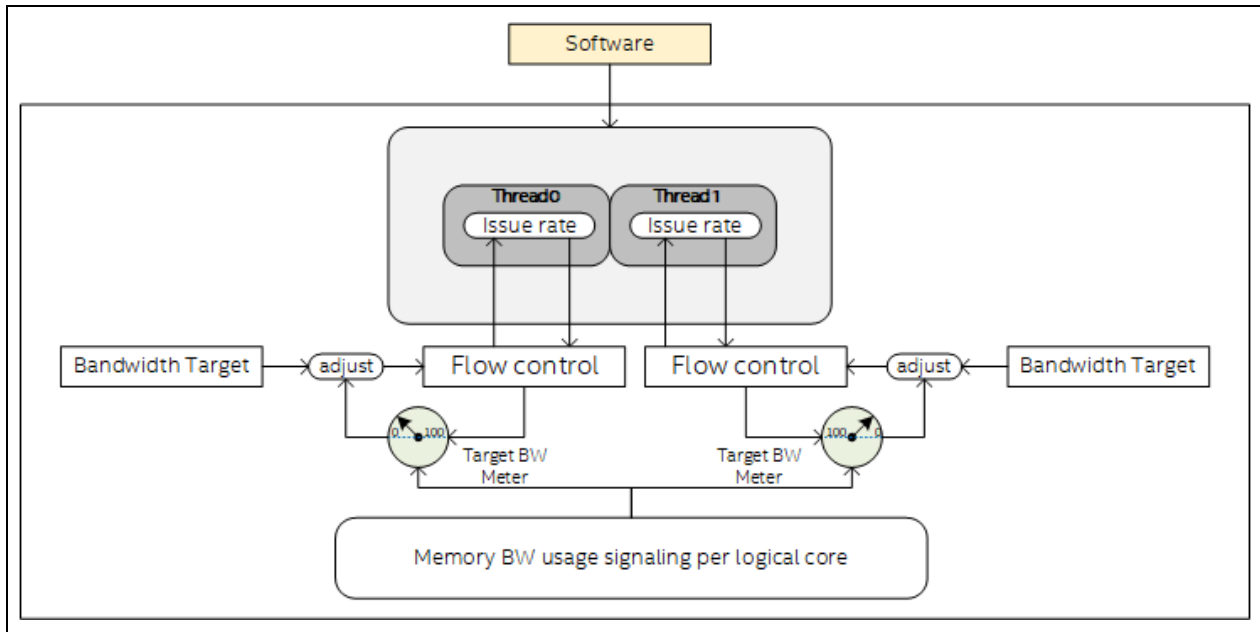 Software
Thread0
Thread1
Issue rate
Issue rate
Bandwidth Target
adjust
Flow control
Flow control
adjust
Bandwidth Target
0
100
100
0
Target BW
Meter
Target BW
Meter
Memory BW usage signaling per logical core